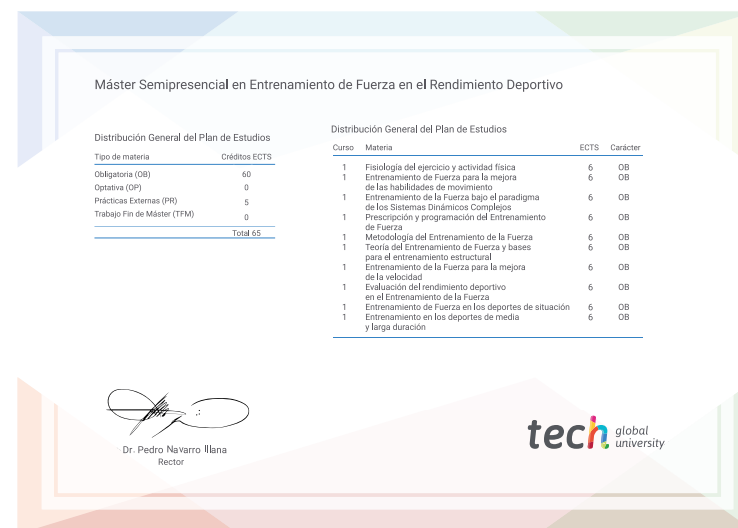 Máster Semipresencial en Entrenamiento de Fuerza en el Rendimiento Deportivo
Distribución General del Plan de Estudios
Tipo de materia Créditos ECTS
Obligatoria (OB) 60
Optativa (OP) 0
Prácticas Externas (PR) 5
Trabajo Fin de Máster (TFM) 0
Total 65
Distribución General del Plan de Estudios
Curso Materia ECTS Carácter
1 Fisiología del ejercicio y actividad física 6 OB
1 Entrenamiento de Fuerza para la mejora 6 OB
de las habilidades de movimiento
1 Entrenamiento de la Fuerza bajo el paradigma 6 OB
de los Sistemas Dinámicos Complejos
1 Prescripción y programación del Entrenamiento 6 OB
de Fuerza
1 Metodología del Entrenamiento de la Fuerza 6 OB
1 Teoría del Entrenamiento de Fuerza y bases 6 OB
para el entrenamiento estructural
1 Entrenamiento de la Fuerza para la mejora 6 OB
de la velocidad
1 Evaluación del rendimiento deportivo 6 OB
en el Entrenamiento de la Fuerza
1 Entrenamiento de Fuerza en los deportes de situación 6 OB
1 Entrenamiento en los deportes de media 6 OB
y larga duración
Dr. Pedro Navarro Illana
Rector
tech global
university